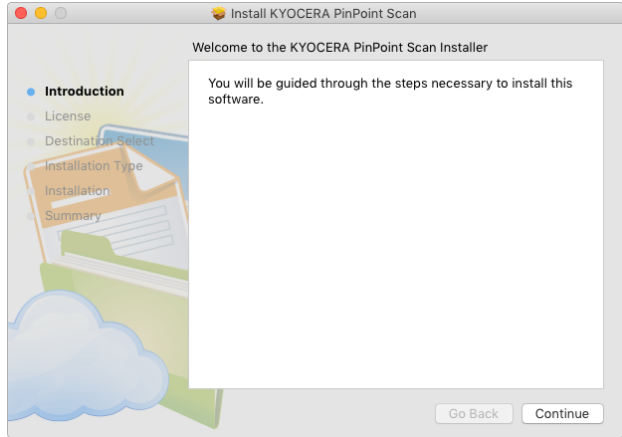 Install KYOCERA PinPoint Scan
Welcome to the KYOCERA PinPoint Scan Installer
Introduction
License
Destination Select
Installation Type
Installation
Summary
You will be guided through the steps necessary to install this
software.
Go Back
Continue